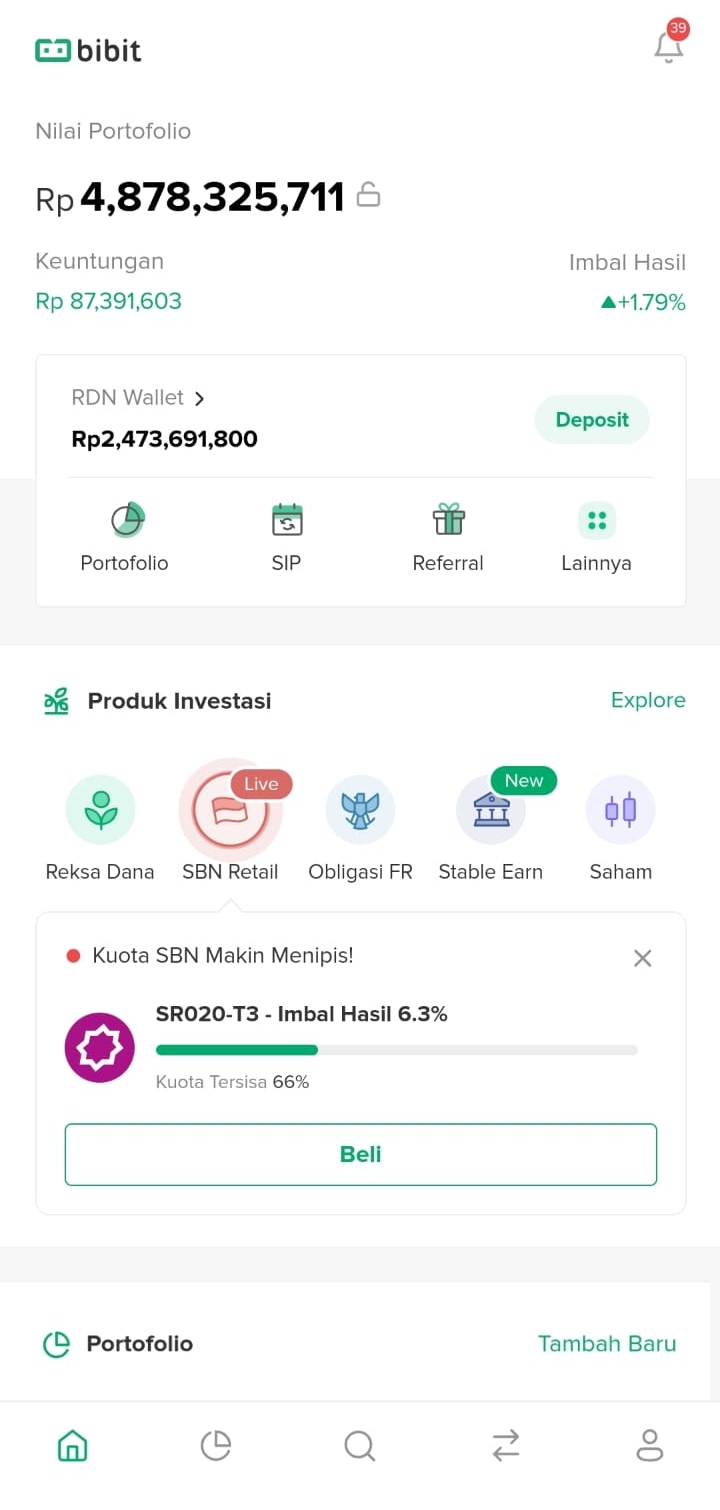 bibit
39
Nilai Portofolio
Rp 4,878,325,711
Keuntungan
Imbal Hasil
Rp 87,391,603
+1.79%
RDN Wallet
Rp2,473,691,800
Deposit
Portofolio
SIP
Referral
Lainnya
Produk Investasi
Explore
Live
New
Reksa Dana
SBN Retail
Obligasi FR
Stable Earn
Saham
Kuota SBN Makin Menipis!
SR020-T3 - Imbal Hasil 6.3%
Kuota Tersisa 66%
Beli
Portofolio
Tambah Baru